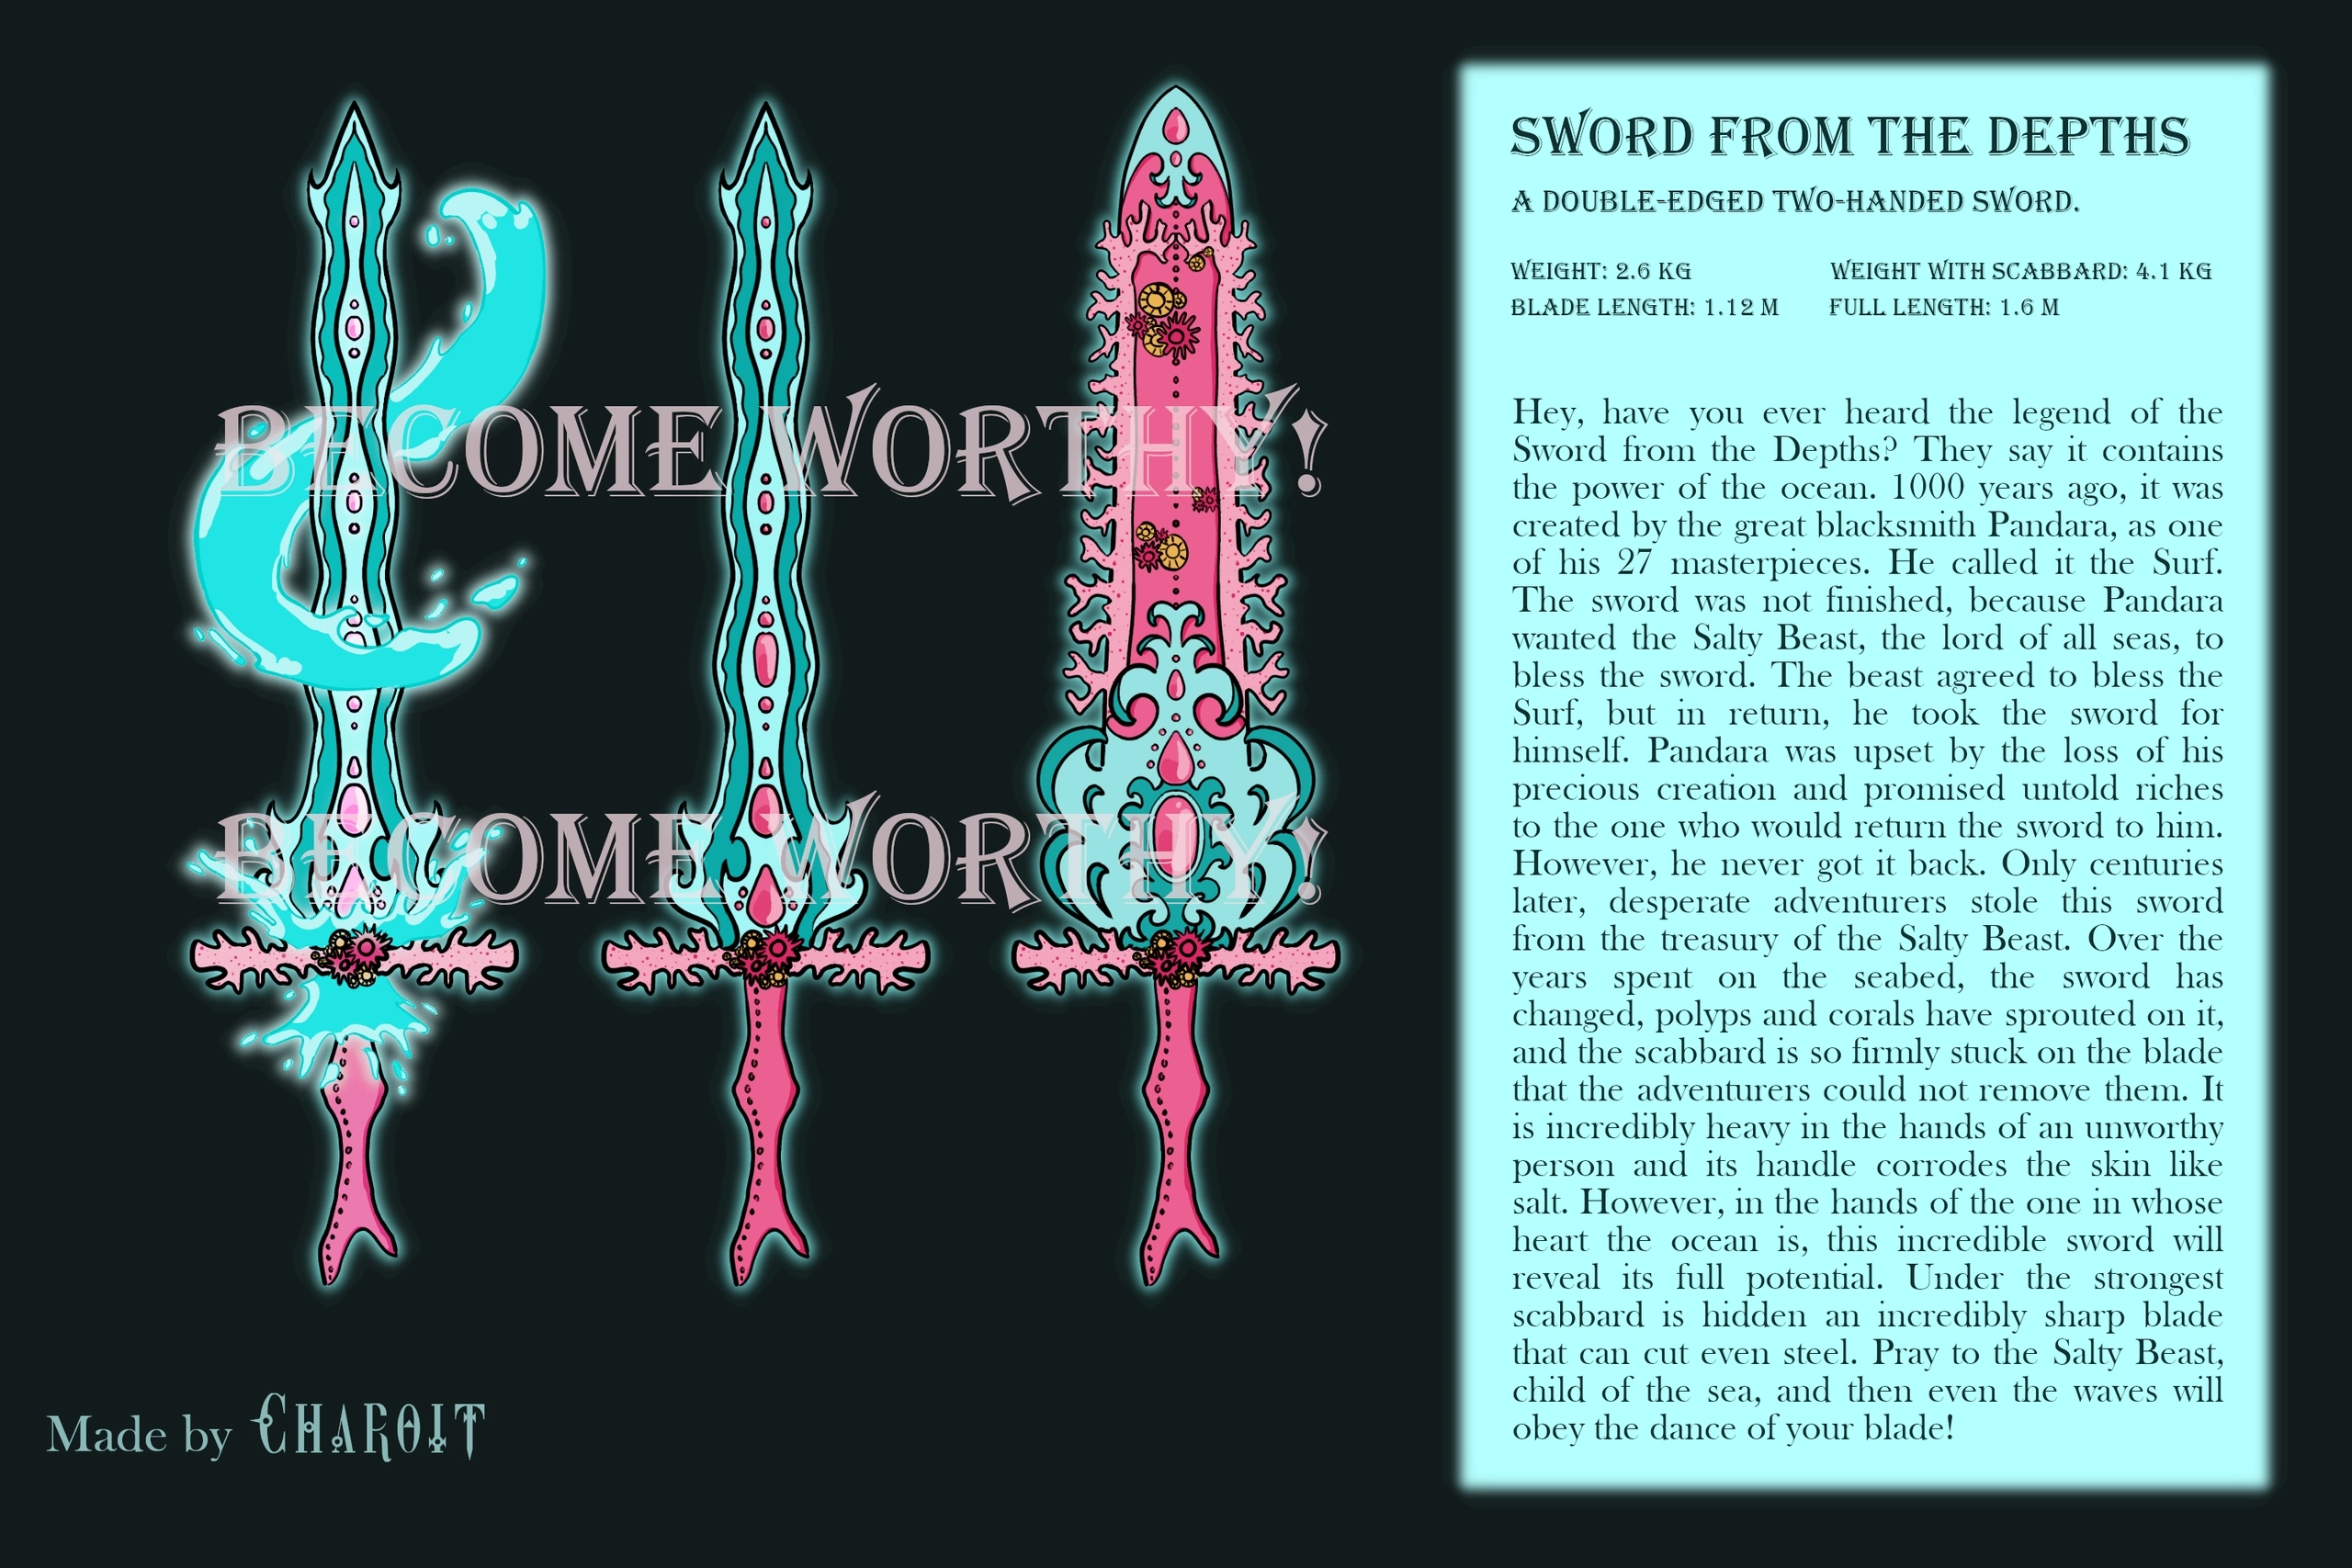 BECOME WORTHY!
BECOME WORTHY!
Made by CHAROIT
SWORD FROM THE DEPTHS
A DOUBLE-EDGED TWO-HANDED SWORD.
WEIGHT: 2.6 KG WEIGHT WITH SCABBARD: 4.1 KG
BLADE LENGTH: 1.12 M FULL LENGTH: 1.6 M
Hey, have you ever heard the legend of the
Sword from the Depths? They say it contains
the power of the ocean. 1000 years ago, it was
created by the great blacksmith Pandara, as one
of his 27 masterpieces. He called it the Surf.
The sword was not finished, because Pandara
wanted the Salty Beast, the lord of all seas, to
bless the sword. The beast agreed to bless the
Surf, but in return, he took the sword for
himself. Pandara was upset by the loss of his
precious creation and promised untold riches
to the one who would return the sword to him.
However, he never got it back. Only centuries
later, desperate adventurers stole this sword
from the treasury of the Salty Beast. Over the
years spent on the seabed, the sword has
changed, polyps and corals have sprouted on it,
and the scabbard is so firmly stuck on the blade
that the adventurers could not remove them. It
is incredibly heavy in the hands of an unworthy
person and its handle corrodes the skin like
salt. However, in the hands of the one in whose
heart the ocean is, this incredible sword will
reveal its full potential. Under the strongest
scabbard is hidden an incredibly sharp blade
that can cut even steel. Pray to the Salty Beast,
child of the sea, and then even the waves will
obey the dance of your blade!